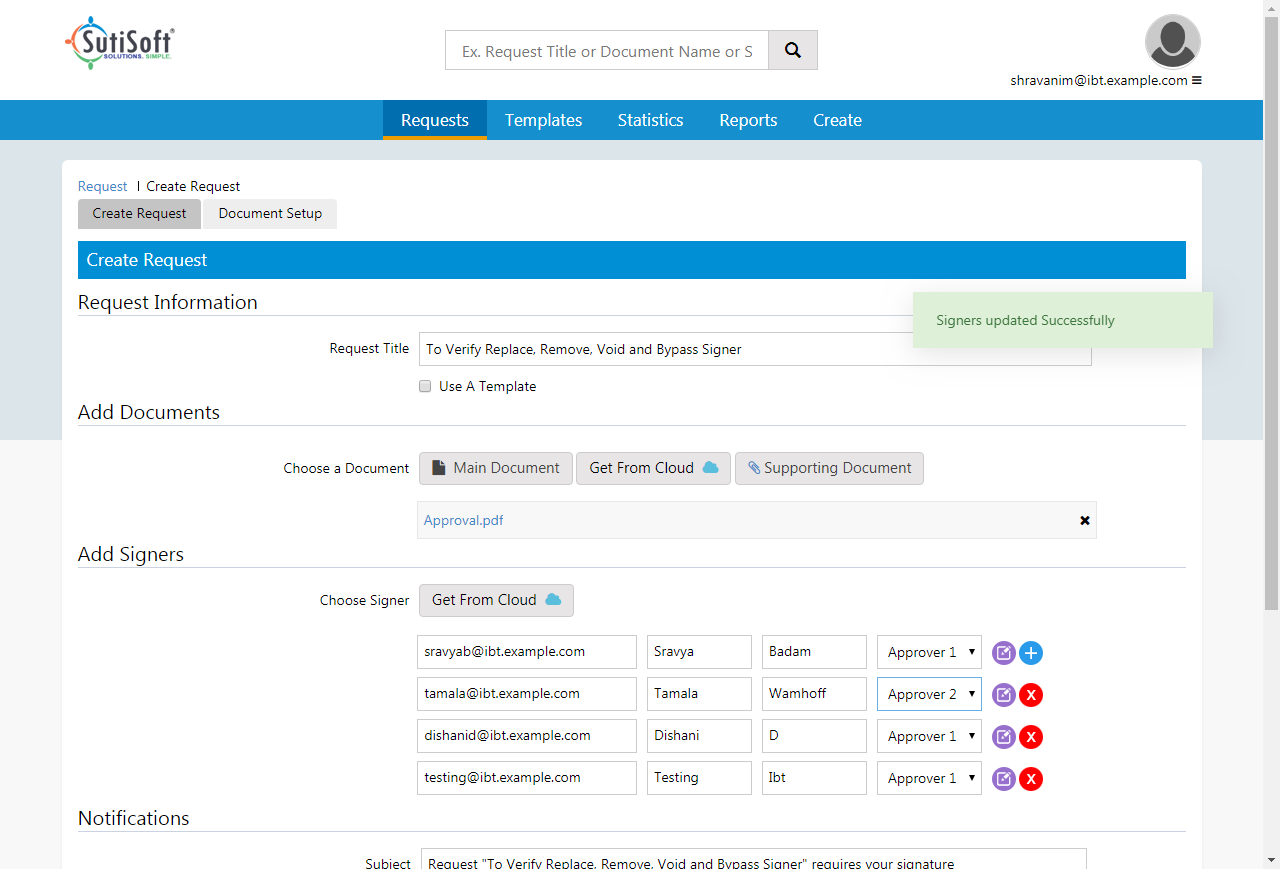 SutiSoft®
SOLUTIONS. SIMPLE.
Ex. Request Title or Document Name or S
shravanim@ibt.example.com
Requests Templates Statistics Reports Create
Request | Create Request
Create Request Document Setup
Create Request
Request Information
Signers updated Successfully
Request Title To Verify Replace, Remove, Void and Bypass Signer
Use A Template
Add Documents
Choose a Document Main Document Get From Cloud Supporting Document
Approval.pdf
Add Signers
Choose Signer Get From Cloud
sravyab@ibt.example.com Sravya Badam Approver 1
tamala@ibt.example.com Tamala Wamhoff Approver 2 X
dishanid@ibt.example.com Dishani D Approver 1 X
testing@ibt.example.com Testing Ibt Approver 1 X
Notifications
Subject Request "To Verify Replace, Remove, Void and Bypass Signer" requires your signature